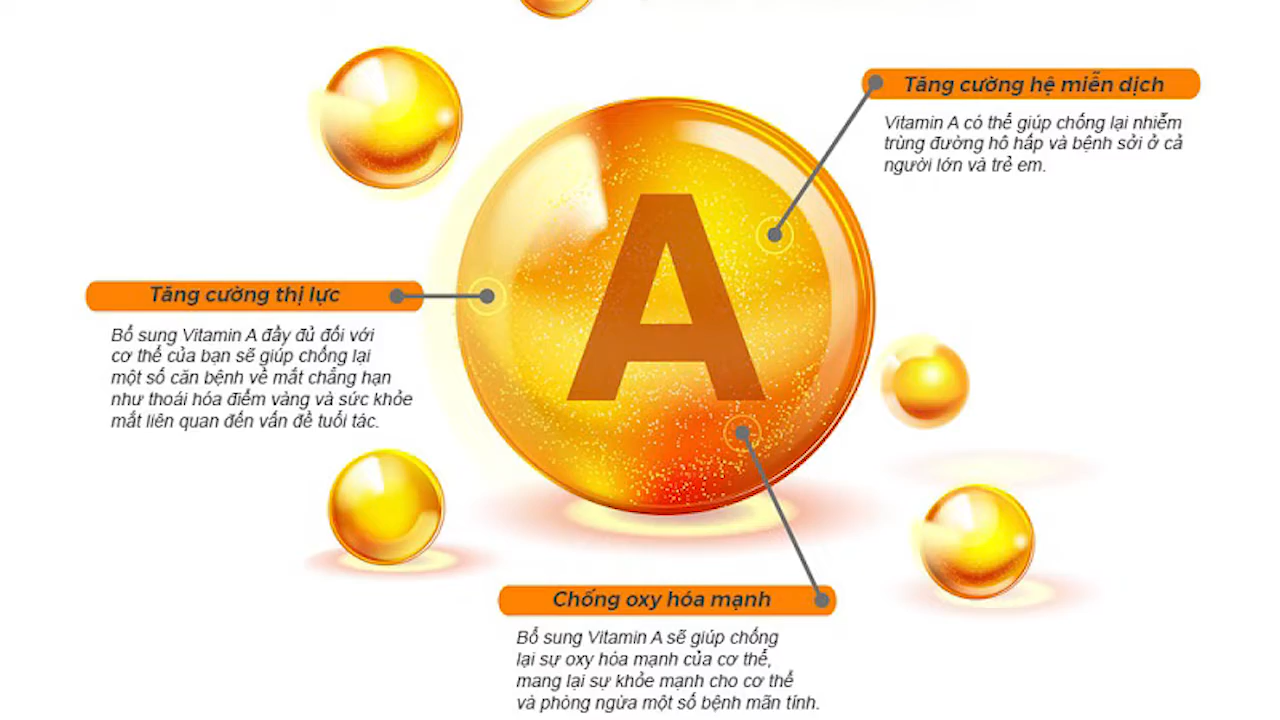 Tăng cường hệ miễn dịch
Vitamin A có thể giúp chống lại nhiễm
trùng đường hô hấp và bệnh sởi ở cả
người lớn và trẻ em.
A
Tăng cường thị lực
Bổ sung Vitamin A đầy đủ đối với
cơ thể của bạn sẽ giúp chống lại
một số căn bệnh về mắt chẳng hạn
như thoái hóa điểm vàng và sức khỏe
mắt liên quan đến vấn đề tuổi tác.
Chống oxy hóa mạnh
Bổ sung Vitamin A sẽ giúp chống
lại sự oxy hóa mạnh của cơ thể,
mang lại sự khỏe mạnh cho cơ thể
và phòng ngừa một số bệnh mãn tính.